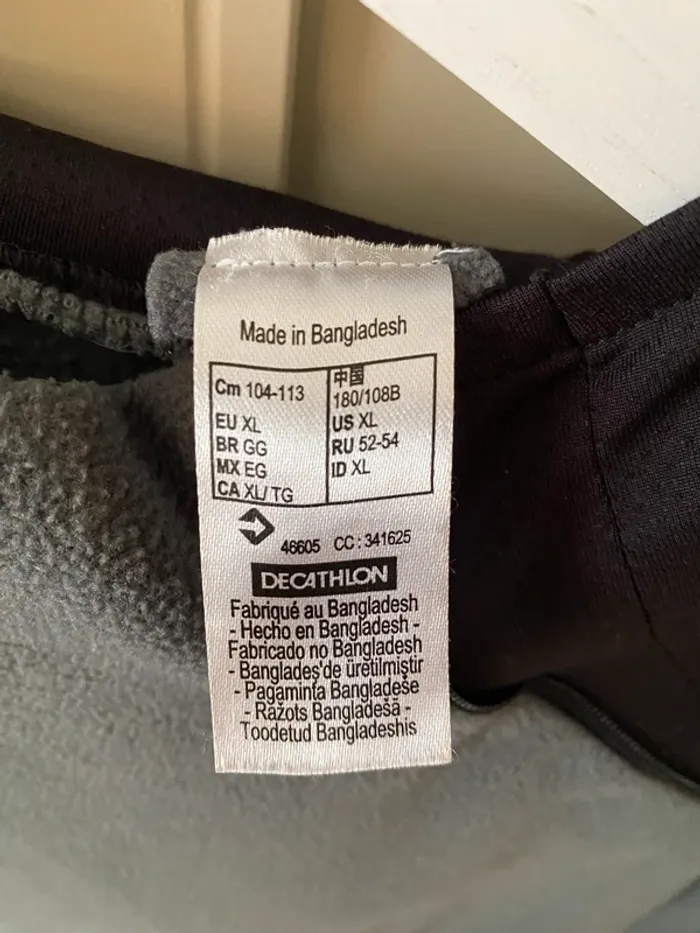 Made in Bangladesh
Cm 104-113
EU XL
BR GG
MX EG
CA XL/TG
中国
180/108B
US XL
RU 52-54
ID XL
46605 CC: 341625
DECATHLON
Fabriqué au Bangladesh
- Hecho en Bangladesh -
Fabricado no Bangladesh
- Bangladeş'de üretilmiştir
- Pagaminta Bangladeše
- Ražots Bangladešā -
Toodetud Bangladeshis